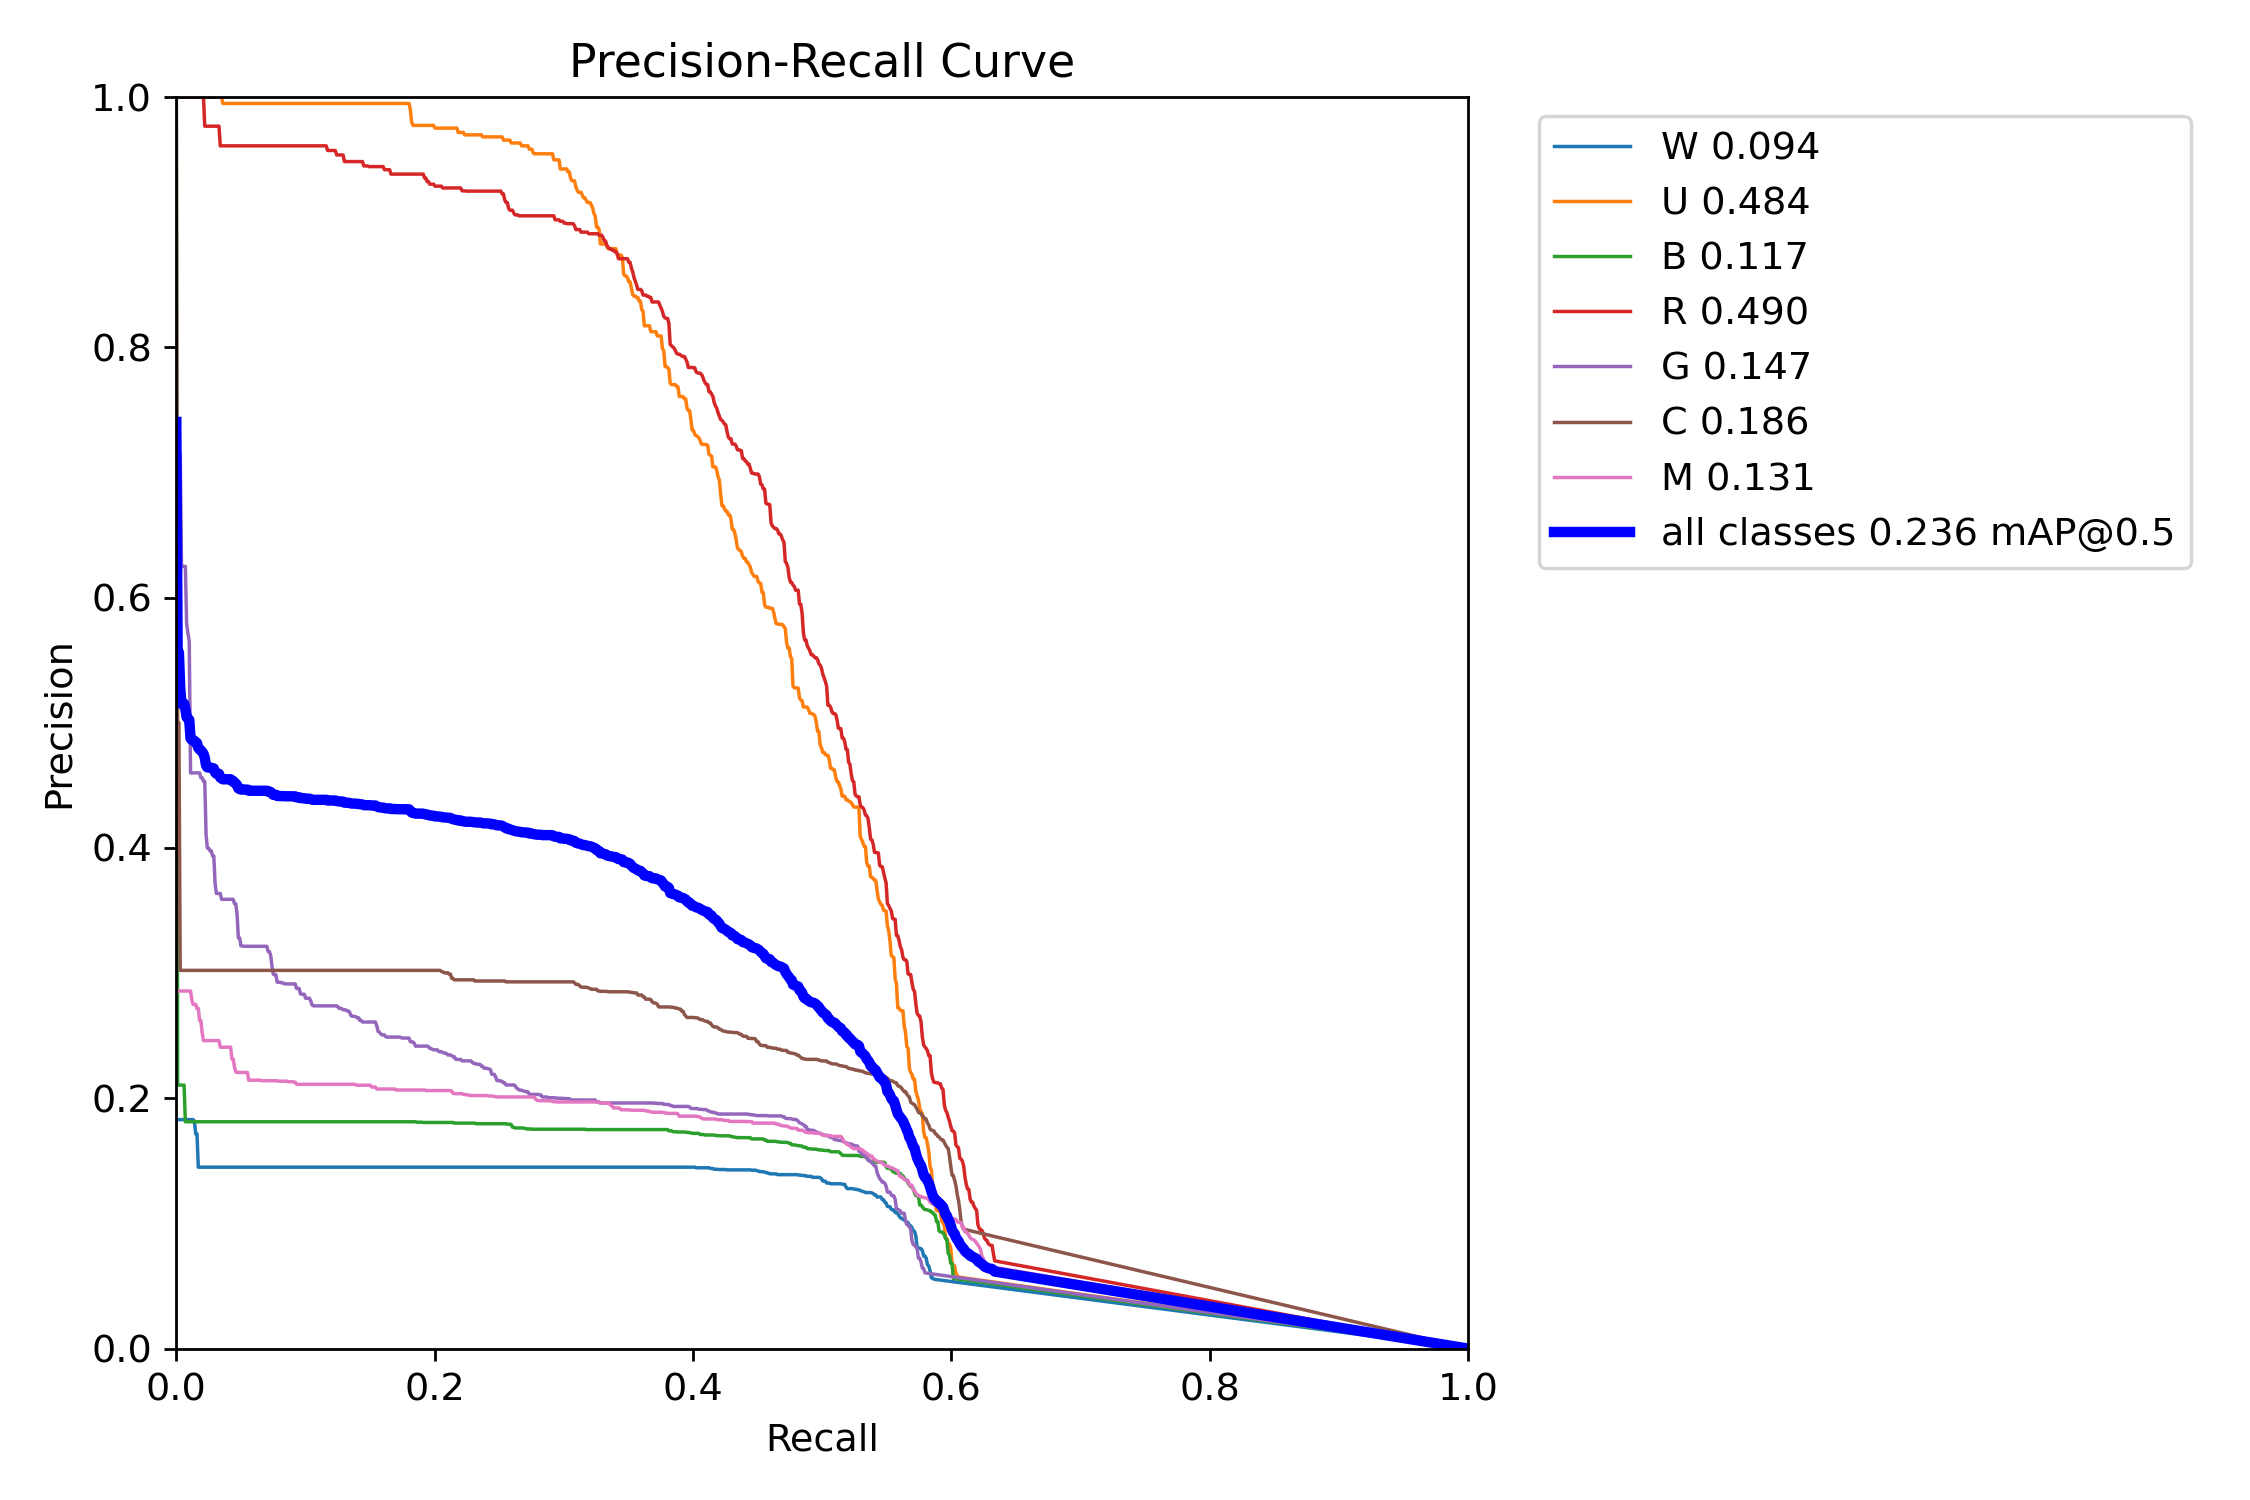 Precision-Recall Curve
1.0
0.8
0.6
0.4
0.2
0.0
Precision
0.0 0.2 0.4 0.6 0.8 1.0
Recall
W 0.094
U 0.484
B 0.117
R 0.490
G 0.147
C 0.186
M 0.131
all classes 0.236 mAP@0.5